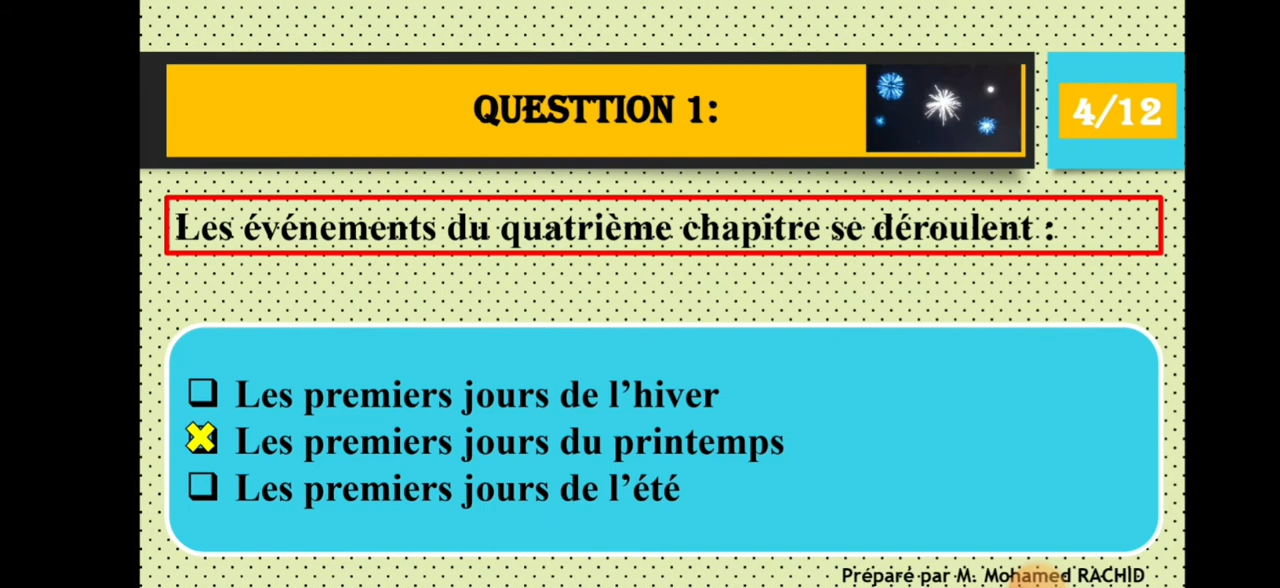 QUESTTION 1:
4/12
Les événements du quatrième chapitre se déroulent :
Les premiers jours de l’hiver
Les premiers jours du printemps
Les premiers jours de l’été
Préparé par M. Mohamed RACHID